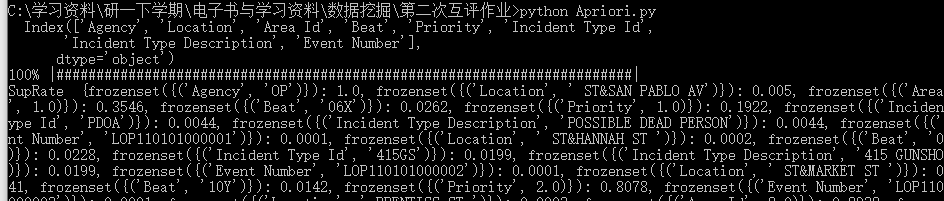 C:\学习资料\研一下学期\电子书与学习资料\数据挖掘\第二次互评作业>python Apriori.py
Index(['Agency', 'Location', 'Area Id', 'Beat', 'Priority', 'Incident Type Id',
'Incident Type Description', 'Event Number'],
dtype='object')
100% |########################################################################|
SupRate {frozenset({('Agency', 'OP')}): 1.0, frozenset({('Location', ' ST&SAN PABLO AV')}): 0.005, frozenset({('Area
', 1.0)}): 0.3546, frozenset({('Beat', '06X')}): 0.0262, frozenset({('Priority', 1.0)}): 0.1922, frozenset({('Incident
ype Id', 'PDOA')}): 0.0044, frozenset({('Incident Type Description', 'POSSIBLE DEAD PERSON')}): 0.0044, frozenset({('
nt Number', 'LOP110101000001')}): 0.0001, frozenset({('Location', ' ST&HANNAH ST ')}): 0.0002, frozenset({('Beat', '0
)}): 0.0228, frozenset({('Incident Type Id', '415GS')}): 0.0199, frozenset({('Incident Type Description', '415 GUNSHO
)}): 0.0199, frozenset({('Event Number', 'LOP110101000002')}): 0.0001, frozenset({('Location', ' ST&MARKET ST ')}):
41, frozenset({('Beat', '10Y')}): 0.0142, frozenset({('Priority', 2.0)}): 0.8078, frozenset({('Event Number', 'LOP110